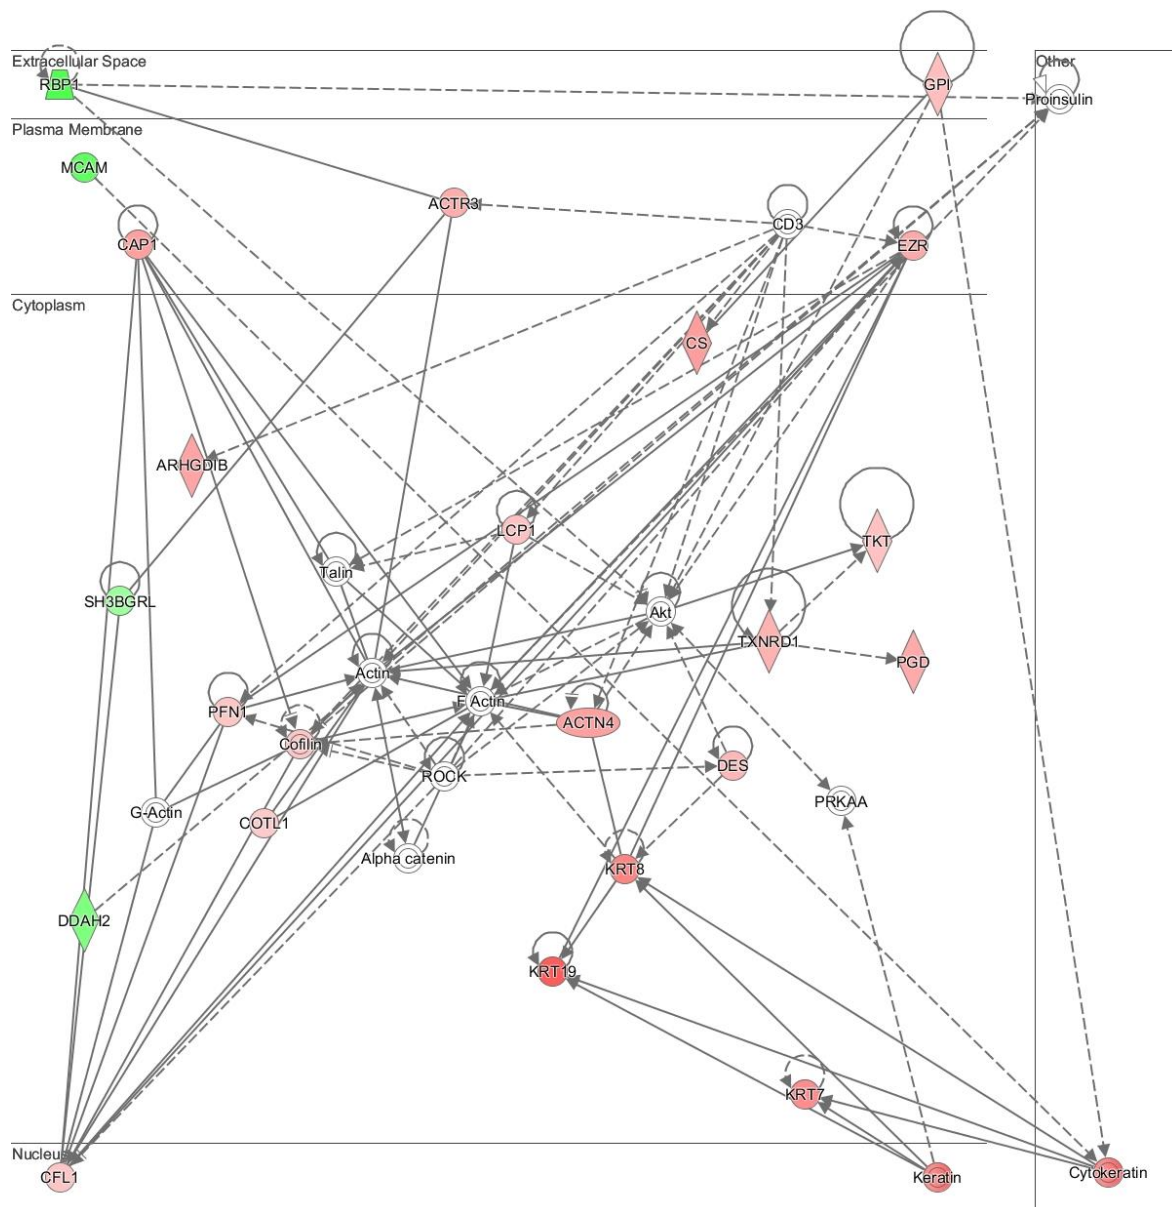 Extracellular Space
Other
RBP1
GPI
Proinsulin
Plasma Membrane
MCAM
ACTR3
CD3
CAP1
EZR
Cytoplasm
CS
ARHGDIB
LCP1
TKT
Talin
SH3BGRL
Akt
TXNRD1
PGD
Actin
F Actin
PFN1
ACTN4
Cofilin
DES
ROCK
PRKAA
G-Actin
COTL1
Alpha catenin
KRT8
DDAH2
KRT19
KRT7
Nucleus
CFL1
Keratin
Cytokeratin